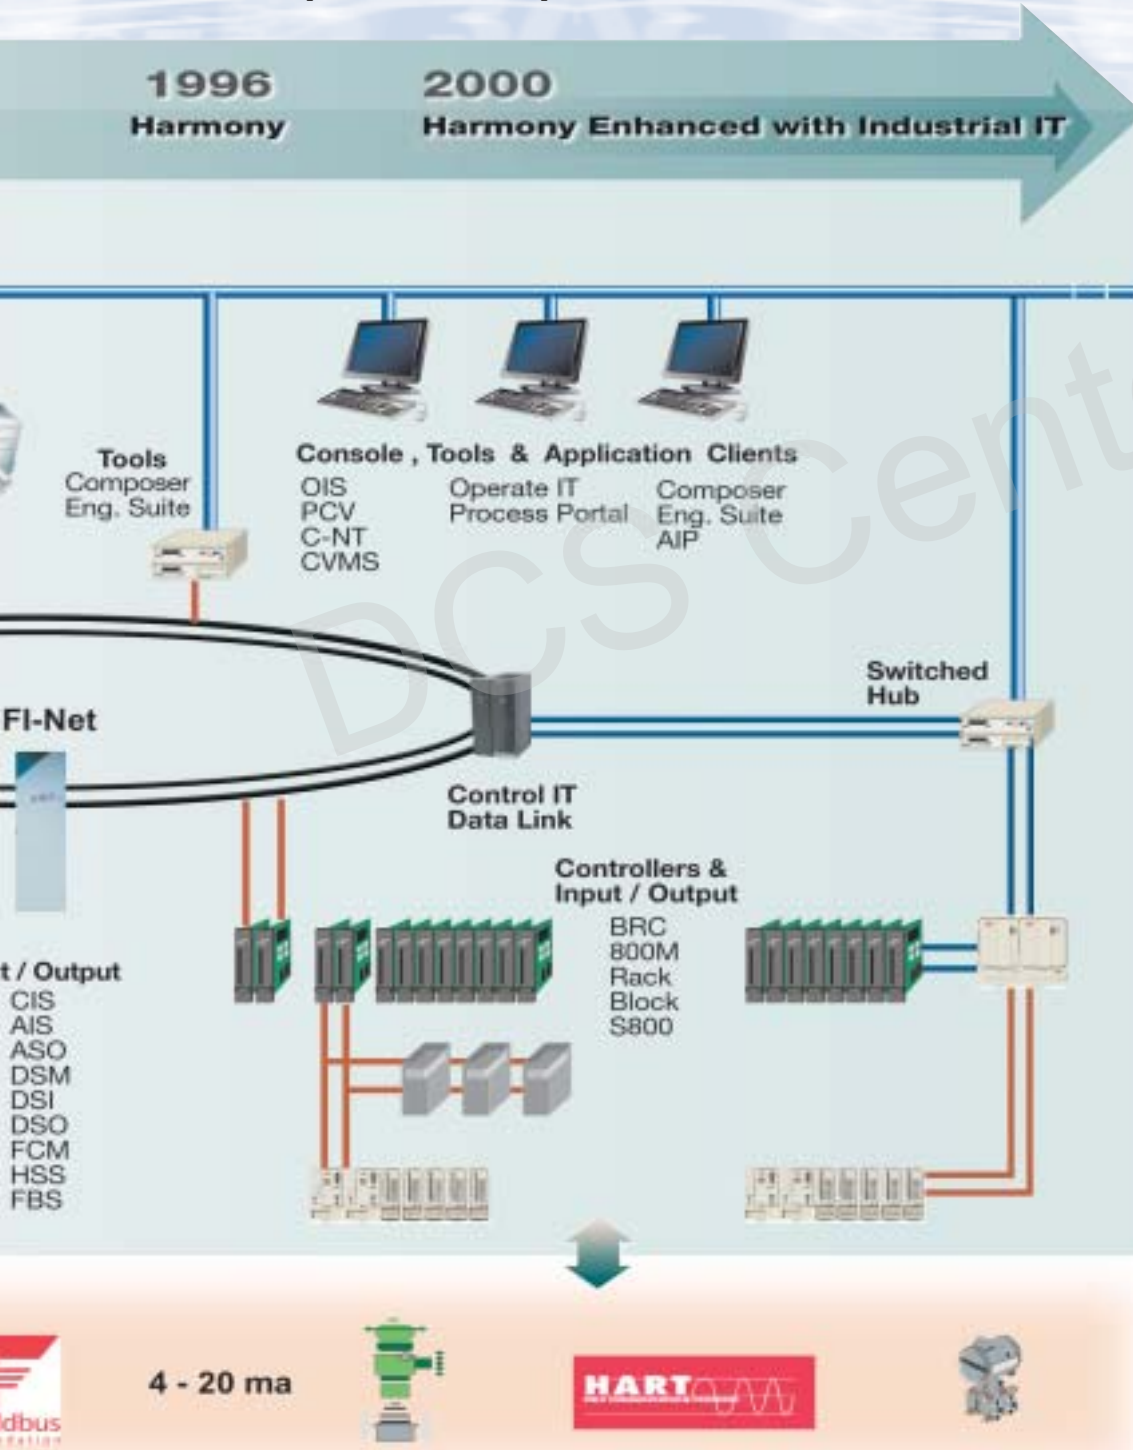 1996
Harmony
2000
Harmony Enhanced with Industrial IT
Tools
Composer
Eng. Suite
Console , Tools & Application Clients
OIS
PCV
C-NT
CVMS
Operate IT
Process Portal
Composer
Eng. Suite
AIP
DCS Cent
Switched
Hub
FI-Net
Control IT
Data Link
Controllers &
Input / Output
BRC
800M
Rack
Block
S800
t / Output
CIS
AIS
ASO
DSM
DSI
DSO
FCM
HSS
FBS
4 - 20 ma
HART
ldbus